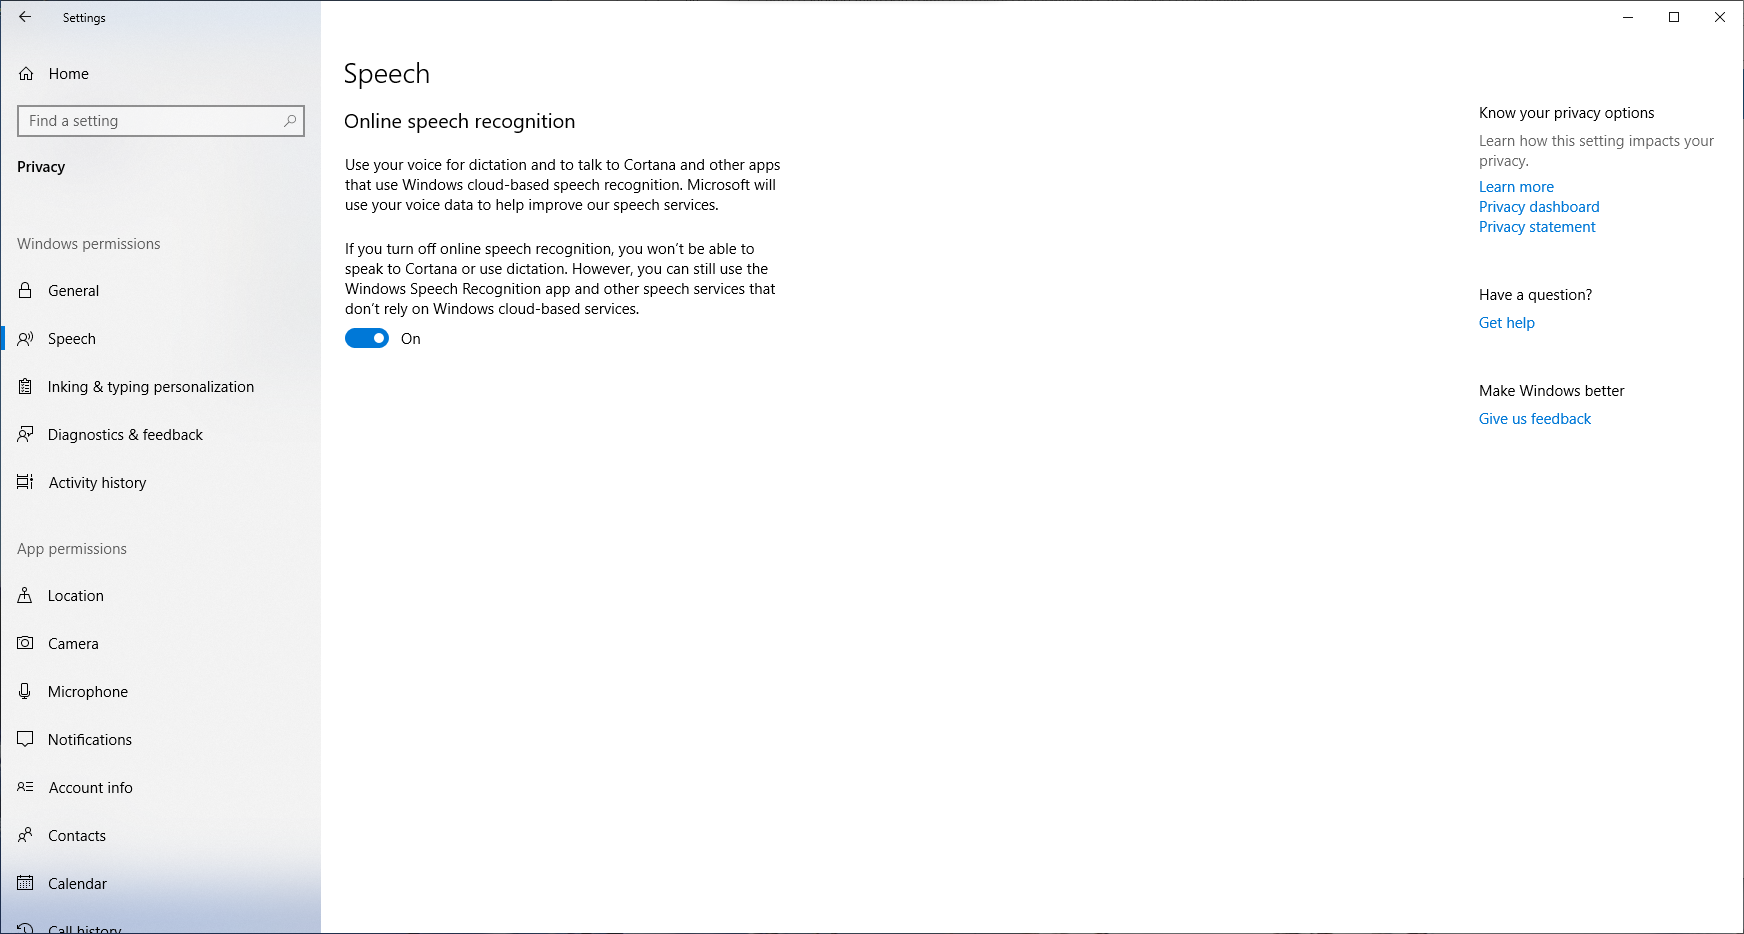 Settings
Home
Find a setting
Privacy
Windows permissions
General
Speech
Inking & typing personalization
Diagnostics & feedback
Activity history
App permissions
Location
Camera
Microphone
Notifications
Account info
Contacts
Calendar
Call history
Speech
Online speech recognition
Use your voice for dictation and to talk to Cortana and other apps
that use Windows cloud-based speech recognition. Microsoft will
use your voice data to help improve our speech services.
If you turn off online speech recognition, you won’t be able to
speak to Cortana or use dictation. However, you can still use the
Windows Speech Recognition app and other speech services that
don’t rely on Windows cloud-based services.
On
Know your privacy options
Learn how this setting impacts your
privacy.
Learn more
Privacy dashboard
Privacy statement
Have a question?
Get help
Make Windows better
Give us feedback